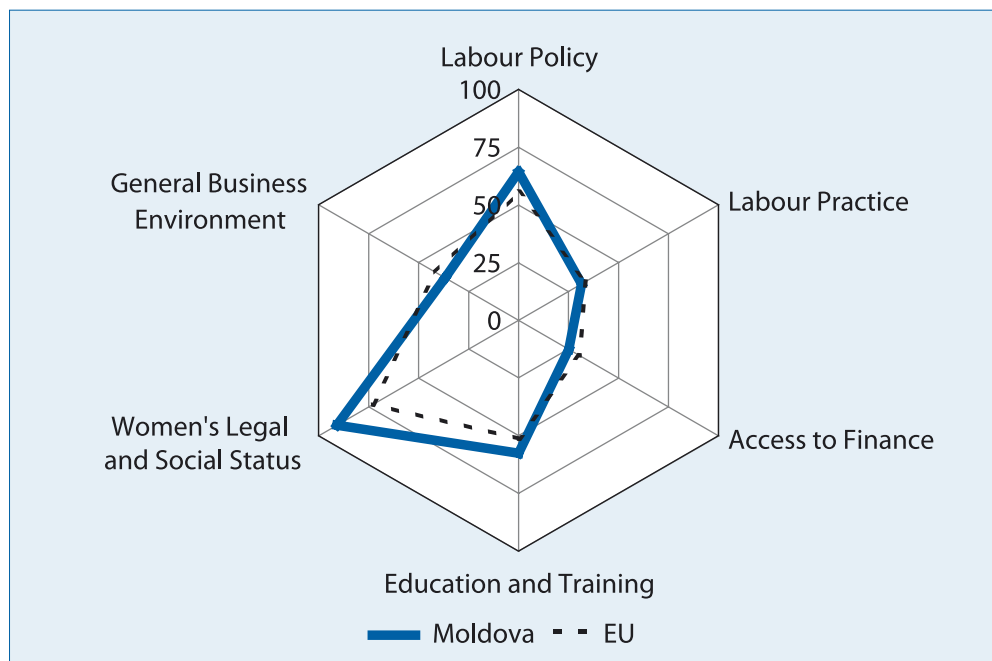 Labour Policy
100
75
50
25
0
General Business
Environment
Labour Practice
Women's Legal
and Social Status
Access to Finance
Education and Training
Moldova EU